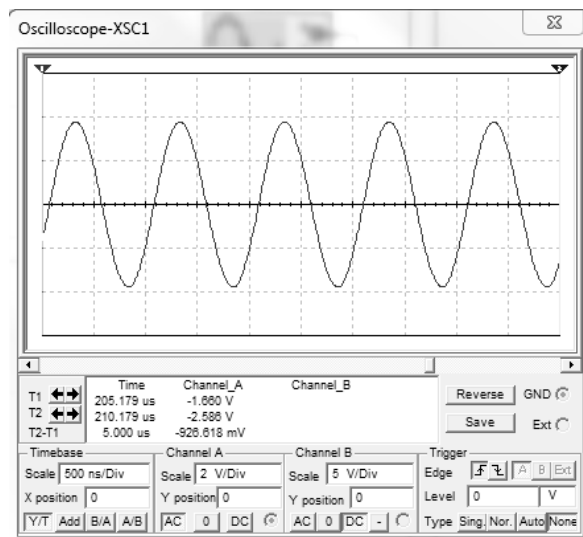 Oscilloscope-XSC1
1 2
Time Channel_A Channel_B
T1 205.179 us -1.660 V
T2 210.179 us -2.586 V
T2-T1 5.000 us -926.618 mV
Reverse GND
Save Ext
Timebase Channel A Channel B Trigger
Scale 500 ns/Div Scale 2 V/Div Scale 5 V/Div Edge A B Ext
X position 0 Y position 0 Y position 0 Level 0 V
Y/T Add B/A A/B AC 0 DC AC 0 DC - Type Sing. Nor. Auto None